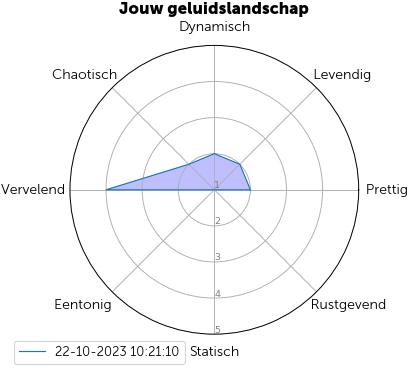 Jouw geluidslandschap
Dynamisch
Chaotisch
Levendig
Vervelend
1
Prettig
2
3
4
Eentonig
Rustgevend
5
22-10-2023 10:21:10
Statisch